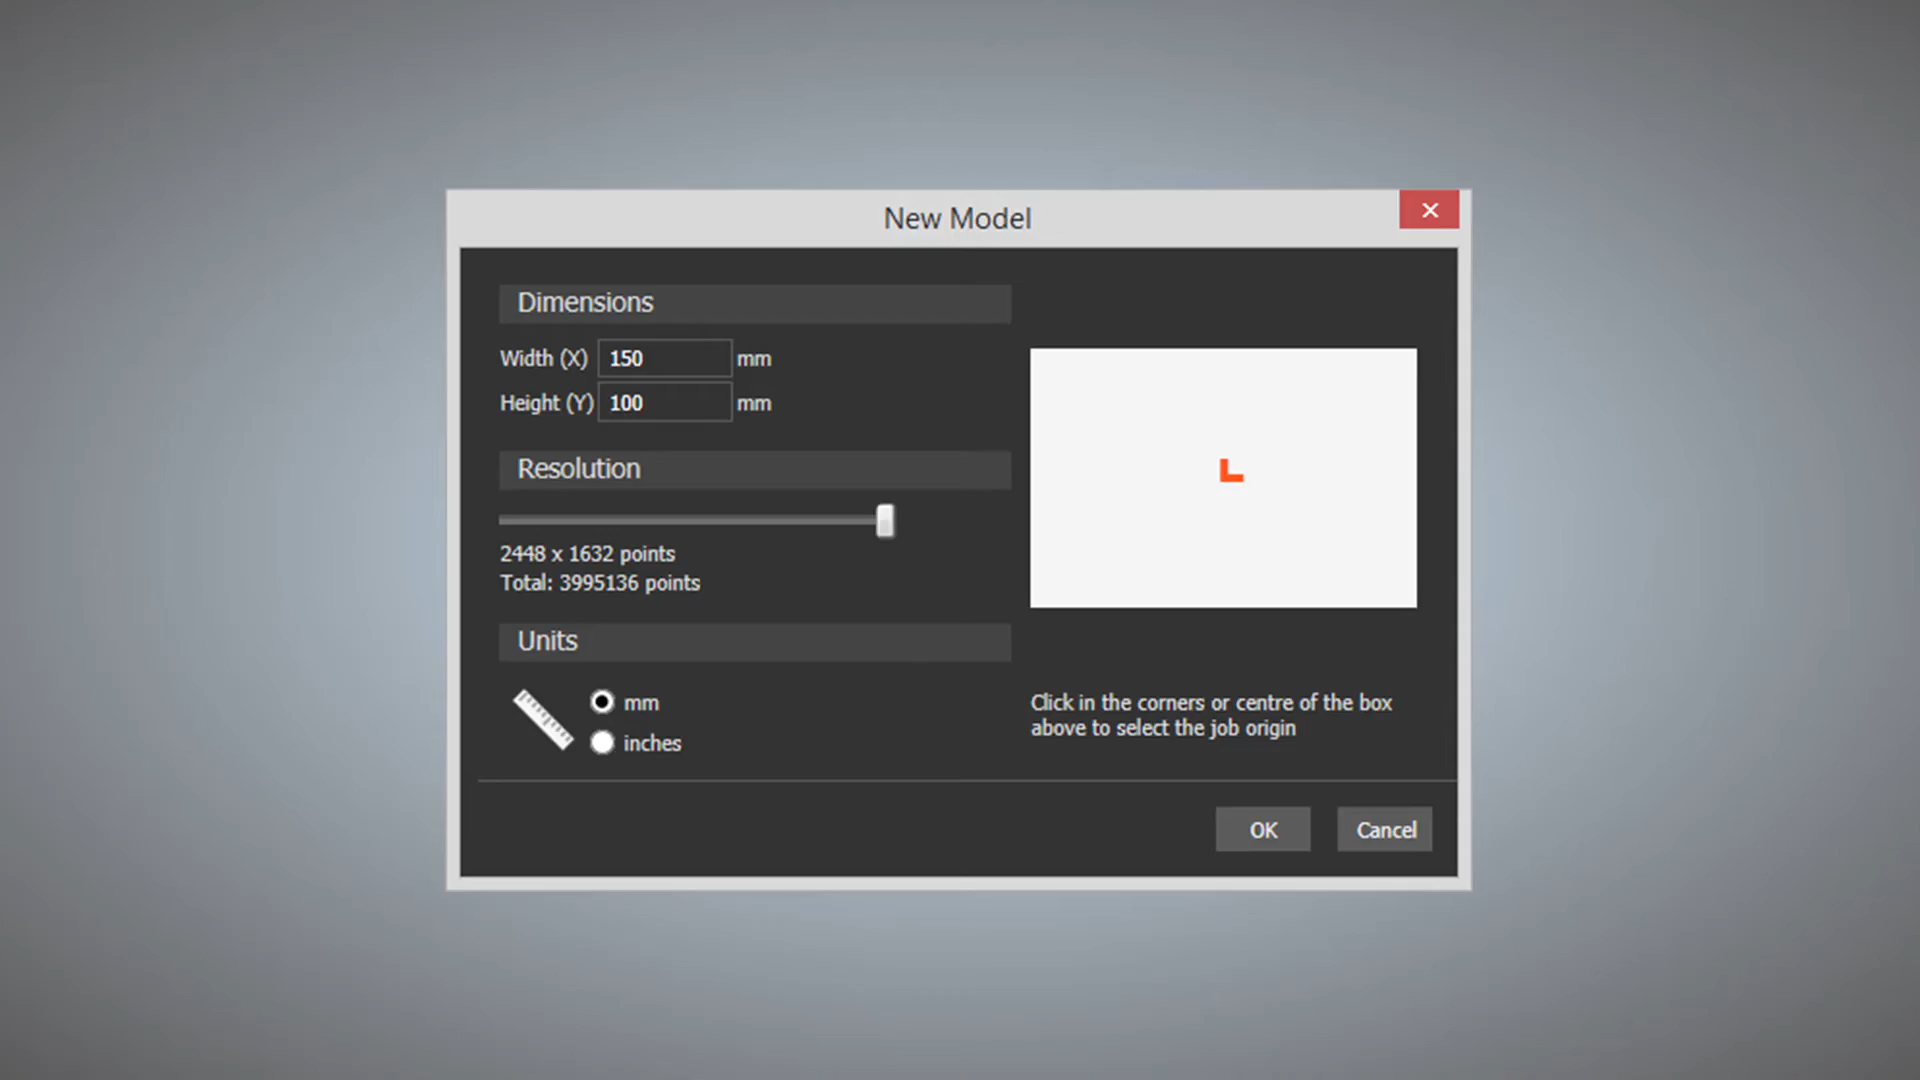 New Model
Dimensions
Width (X) 150 mm
Height (Y) 100 mm
Resolution
2448 x 1632 points
Total: 3995136 points
Units
mm
inches
Click in the corners or centre of the box
above to select the job origin
OK Cancel